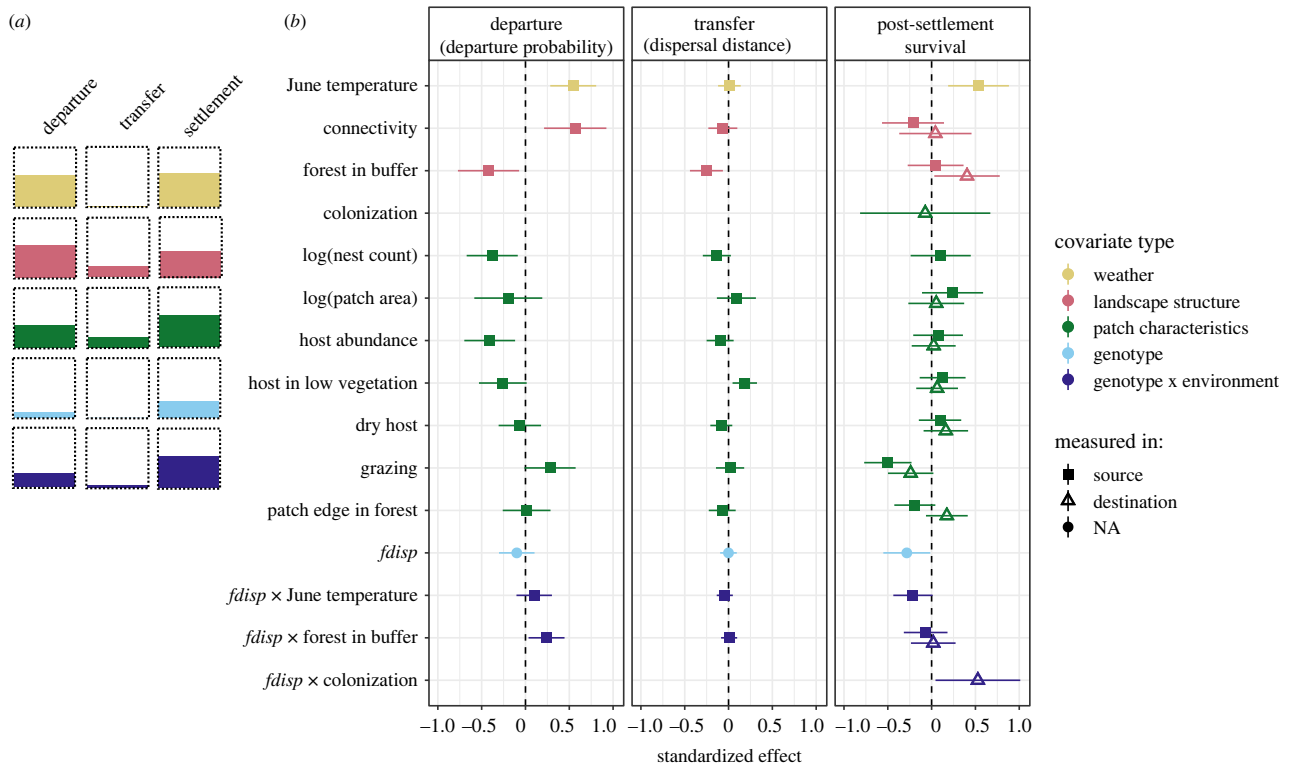 (a)
departure
transfer
settlement
(b)
departure
(departure probability)
transfer
(dispersal distance)
post-settlement
survival
June temperature
connectivity
forest in buffer
colonization
log(nest count)
log(patch area)
host abundance
host in low vegetation
dry host
grazing
patch edge in forest
fdisp
fdisp × June temperature
fdisp × forest in buffer
fdisp × colonization
−1.0 −0.5 0 0.5 1.0
−1.0 −0.5 0 0.5 1.0
−1.0 −0.5 0 0.5 1.0
standardized effect
covariate type
weather
landscape structure
patch characteristics
genotype
genotype x environment
measured in:
source
destination
NA